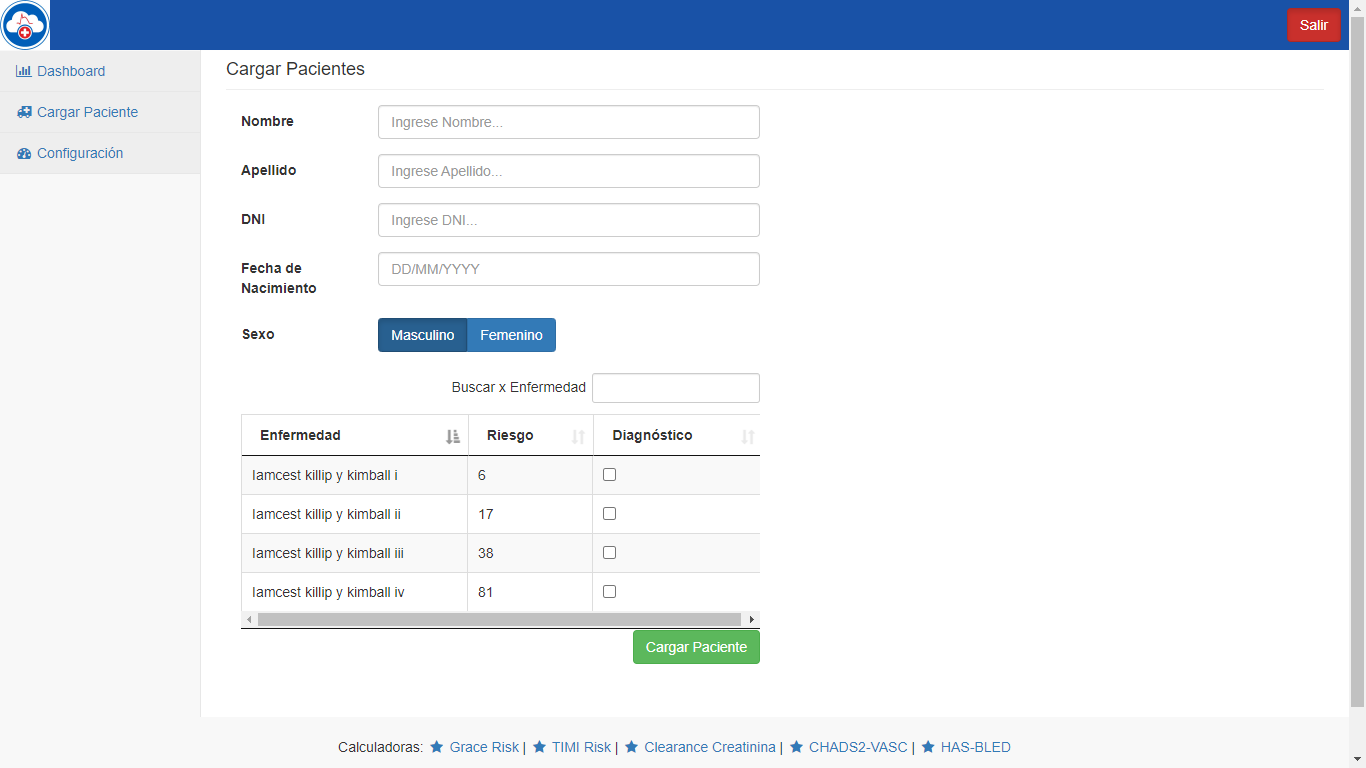 Salir
Dashboard
Cargar Paciente
Configuración
Cargar Pacientes
Nombre
Ingrese Nombre...
Apellido
Ingrese Apellido...
DNI
Ingrese DNI...
Fecha de
Nacimiento
DD/MM/YYYY
Sexo
Masculino Femenino
Buscar x Enfermedad
Enfermedad Riesgo Diagnóstico
Iamcest killip y kimball i 6
Iamcest killip y kimball ii 17
Iamcest killip y kimball iii 38
Iamcest killip y kimball iv 81
Cargar Paciente
Calculadoras: Grace Risk | TIMI Risk | Clearance Creatinina | CHADS2-VASC | HAS-BLED